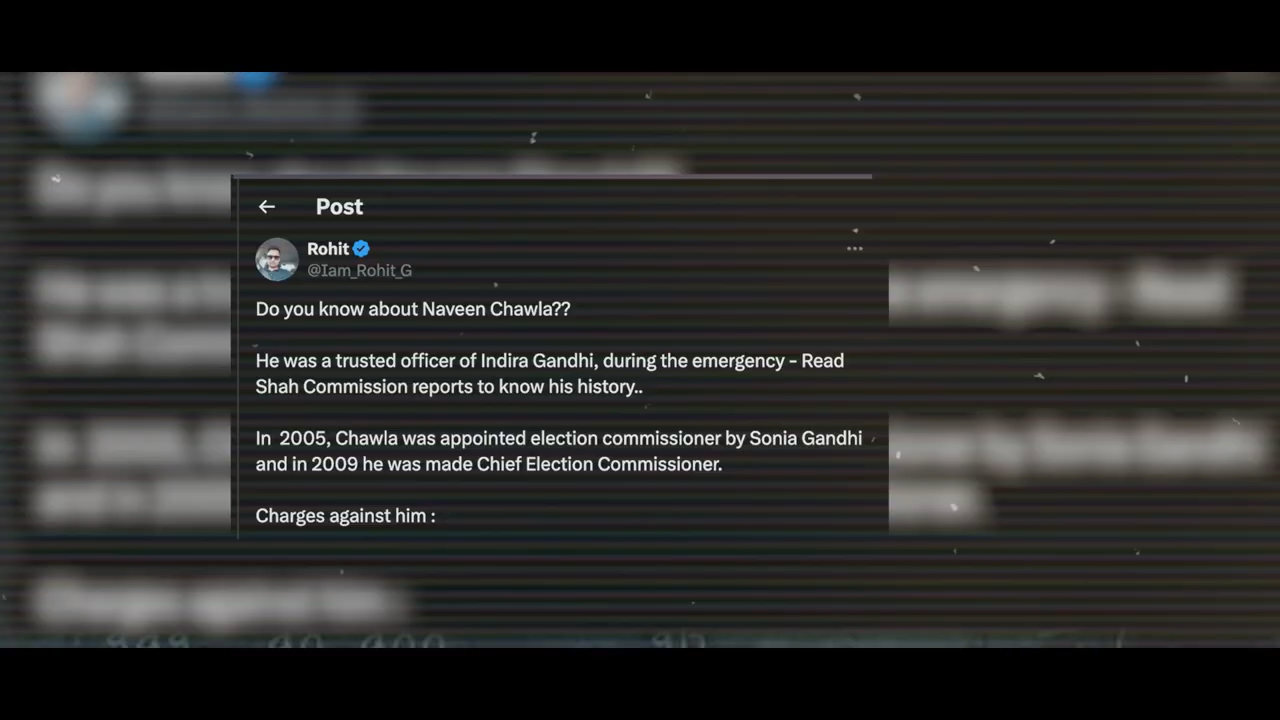 Post
Rohit
@Iam_Rohit_G
Do you know about Naveen Chawla??
He was a trusted officer of Indira Gandhi, during the emergency - Read
Shah Commission reports to know his history..
In  2005, Chawla was appointed election commissioner by Sonia Gandhi
and in 2009 he was made Chief Election Commissioner.
Charges against him :